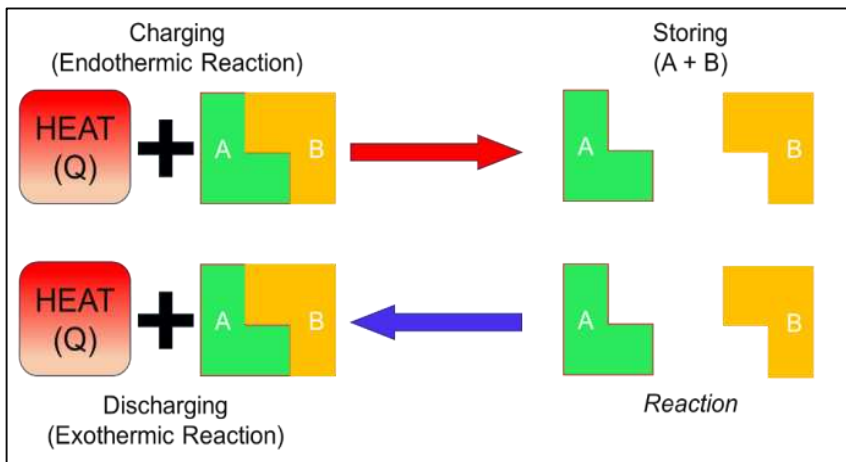 Charging
(Endothermic Reaction)
Storing
(A + B)
HEAT
(Q)
A
B
A
B
HEAT
(Q)
A
B
A
B
Discharging
(Exothermic Reaction)
Reaction